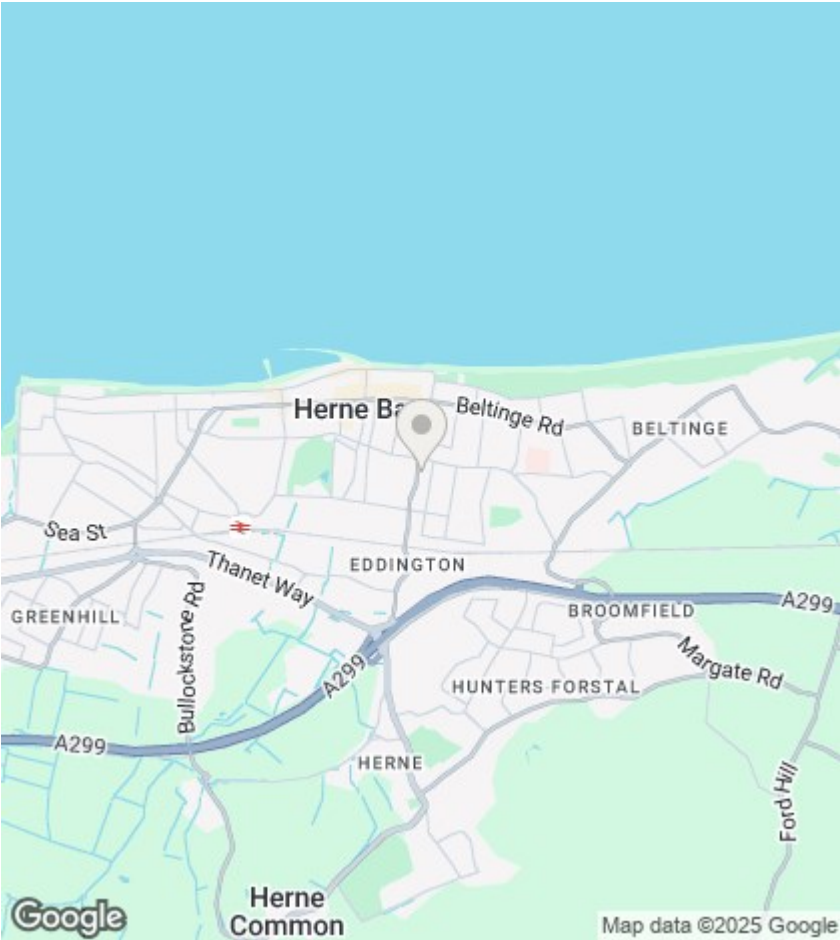 Herne Ba
Beltinge Rd
BELTINGE
Sea St
Thanet Way
EDDINGTON
GREENHILL
Bullockstone Rd
BROOMFIELD
A299
A299
Margate Rd
HUNTERS FORSTAL
A299
HERNE
Ford Hill
Herne
Common
Google
Map data ©2025 Google